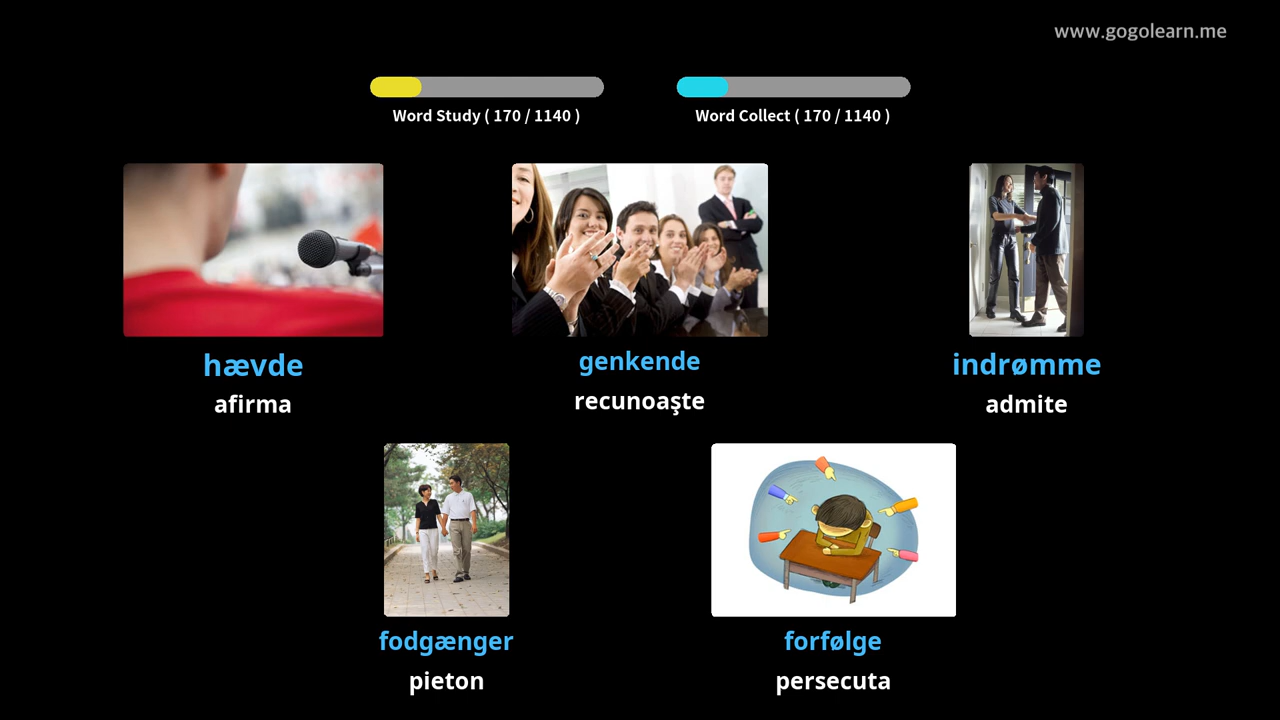 www.gogolearn.me
Word Study ( 170 / 1140 )
Word Collect ( 170 / 1140 )
hævde
afirma
genkende
recunoaşte
indrømme
admite
fodgænger
pieton
forfølge
persecuta